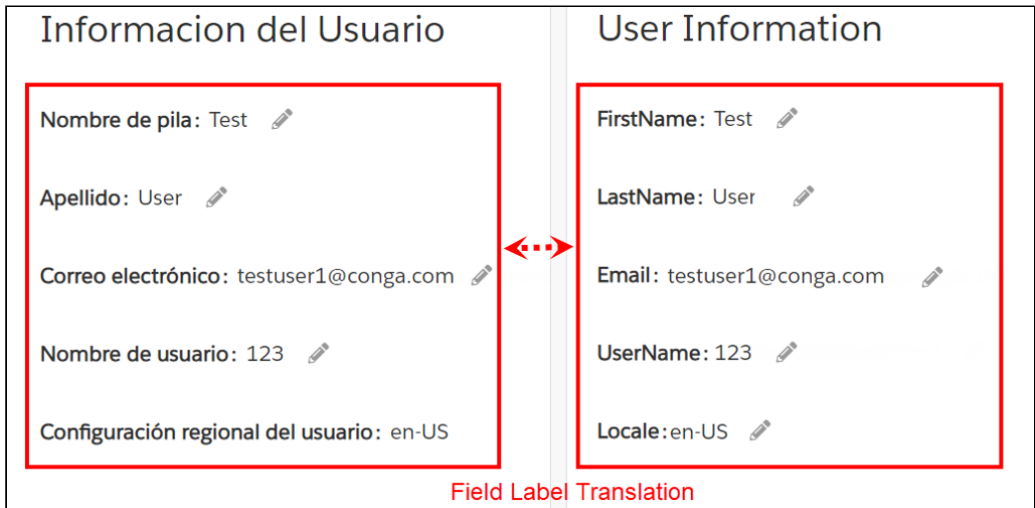 Informacion del Usuario
Nombre de pila: Test
Apellido: User
Correo electrónico: testuser1@conga.com
Nombre de usuario: 123
Configuración regional del usuario: en-US
User Information
FirstName: Test
LastName: User
Email: testuser1@conga.com
UserName: 123
Locale:en-US
Field Label Translation